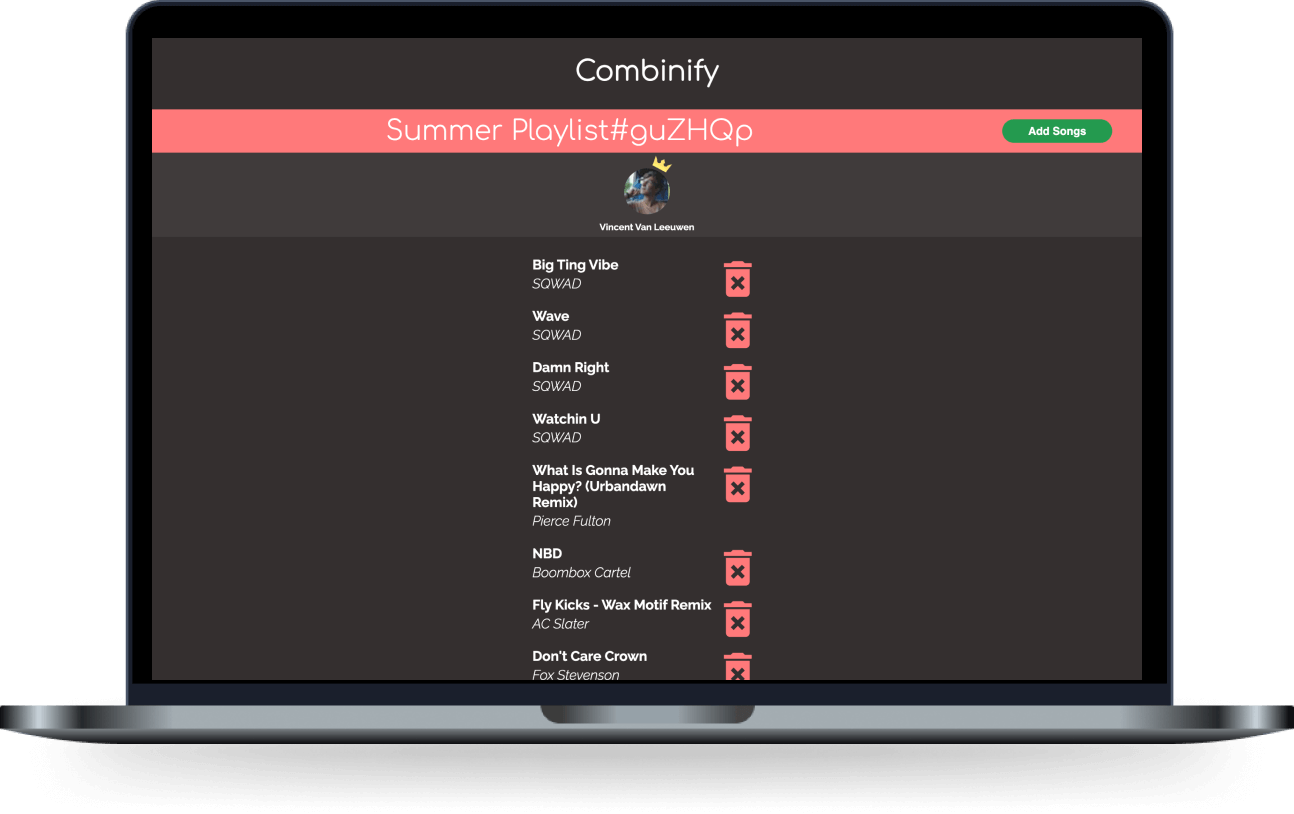 Combinify
Summer Playlist#guZHQp
Add Songs
Vincent Van Leeuwen
Big Ting Vibe
SQWAD
Wave
SQWAD
Damn Right
SQWAD
Watchin U
SQWAD
What Is Gonna Make You
Happy? (Urbandawn
Remix)
Pierce Fulton
NBD
Boombox Cartel
Fly Kicks - Wax Motif Remix
AC Slater
Don't Care Crown
Fox Stevenson